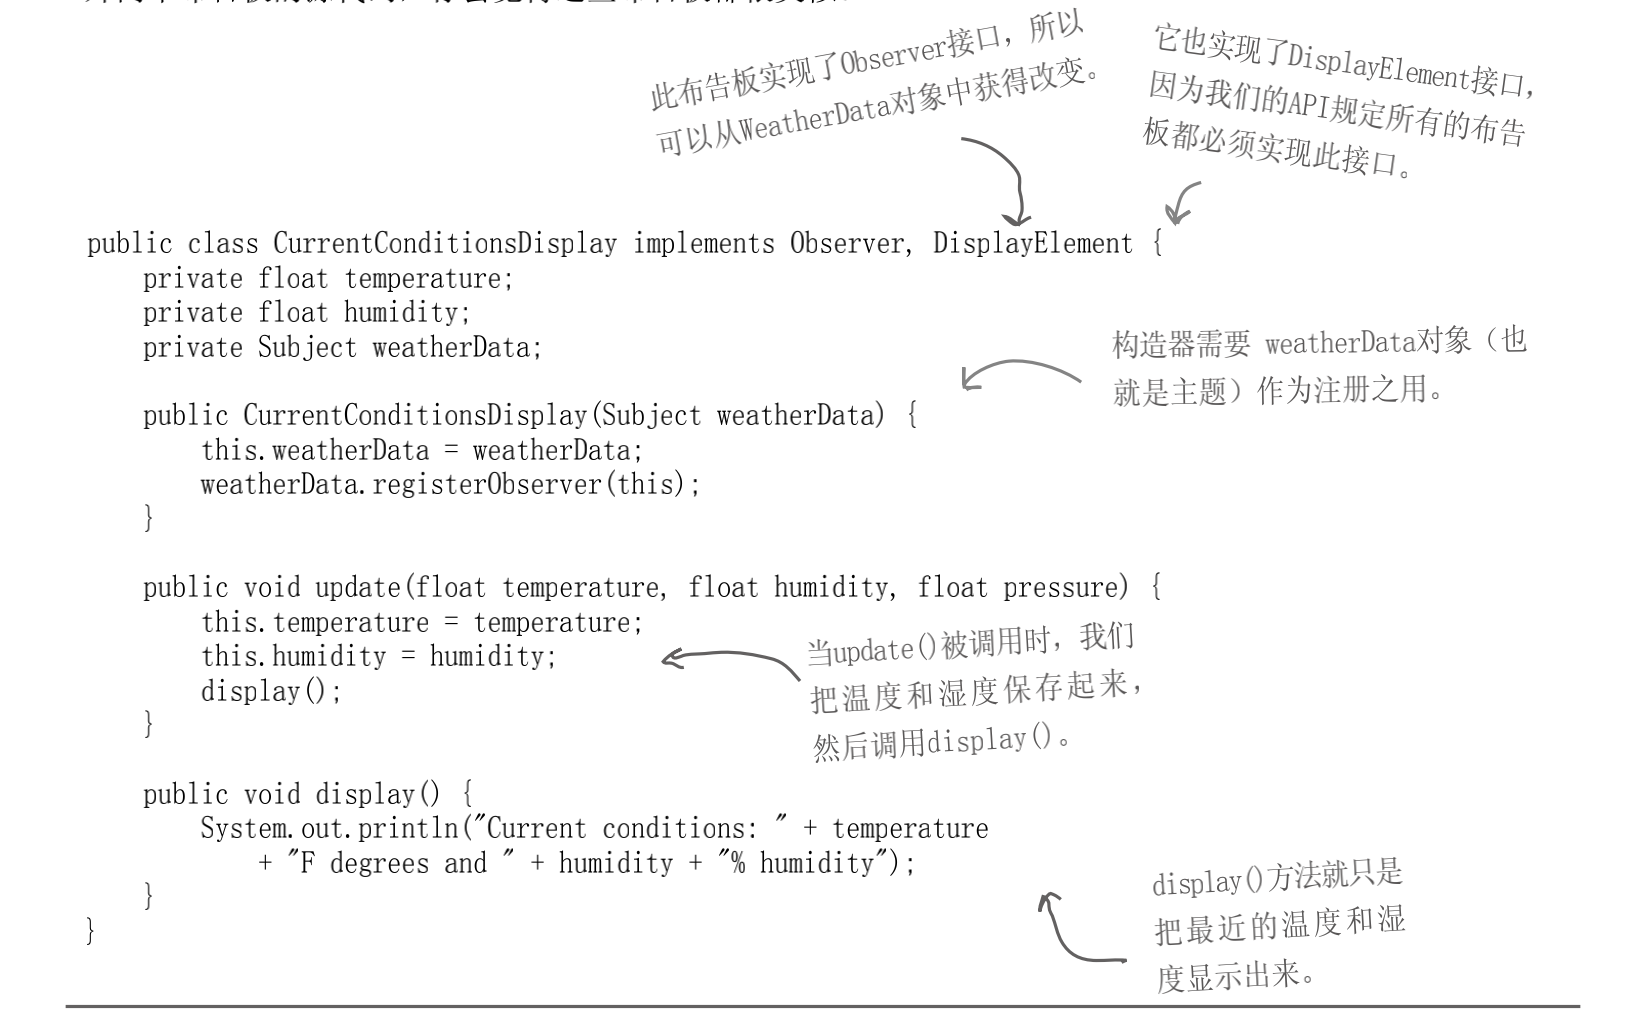 此布告板实现了Observer接口，所以
可以从WeatherData对象中获得改变。
它也实现了DisplayElement接口，
因为我们的API规定所有的布告
板都必须实现此接口。
public class CurrentConditionsDisplay implements Observer, DisplayElement {
private float temperature;
private float humidity;
private Subject weatherData;
构造器需要 weatherData对象（也
就是主题）作为注册之用。
public CurrentConditionsDisplay(Subject weatherData) {
this.weatherData = weatherData;
weatherData.registerObserver(this);
}
public void update(float temperature, float humidity, float pressure) {
this.temperature = temperature;
this.humidity = humidity;
display();
}
当update()被调用时，我们
把温度和湿度保存起来，
然后调用display()。
public void display() {
System.out.println("Current conditions: " + temperature
+ "F degrees and " + humidity + "% humidity");
}
}
display()方法就只是
把最近的温度和湿
度显示出来。